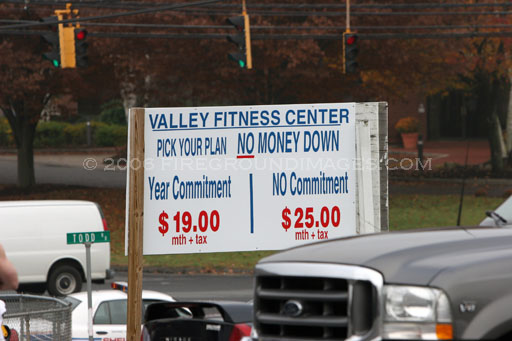 VALLEY FITNESS CENTER
PICK YOUR PLAN NO MONEY DOWN
Year Commitment
$19.00
mth + tax
NO Commitment
$25.00
mth + tax
© 2006 FIREGROUNDIMAGES.COM
TODD